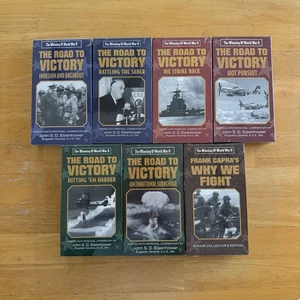 The Winning Of World War II
THE ROAD TO
VICTORY
INVASION AND BREAKOUT
John S. D. Eisenhower
The Winning Of World War II
THE ROAD TO
VICTORY
RATTLING THE SABER
John S. D. Eisenhower
The Winning Of World War II
THE ROAD TO
VICTORY
WE STRIKE BACK
John S. D. Eisenhower
The Winning Of World War II
THE ROAD TO
VICTORY
HOT PURSUIT
John S. D. Eisenhower
The Winning Of World War II
THE ROAD TO
VICTORY
HITTING 'EM HARDER
John S. D. Eisenhower
The Winning Of World War II
THE ROAD TO
VICTORY
UNCONDITIONAL SURRENDER
John S. D. Eisenhower
The Winning Of World War II
FRANK CAPRA'S
WHY WE
FIGHT